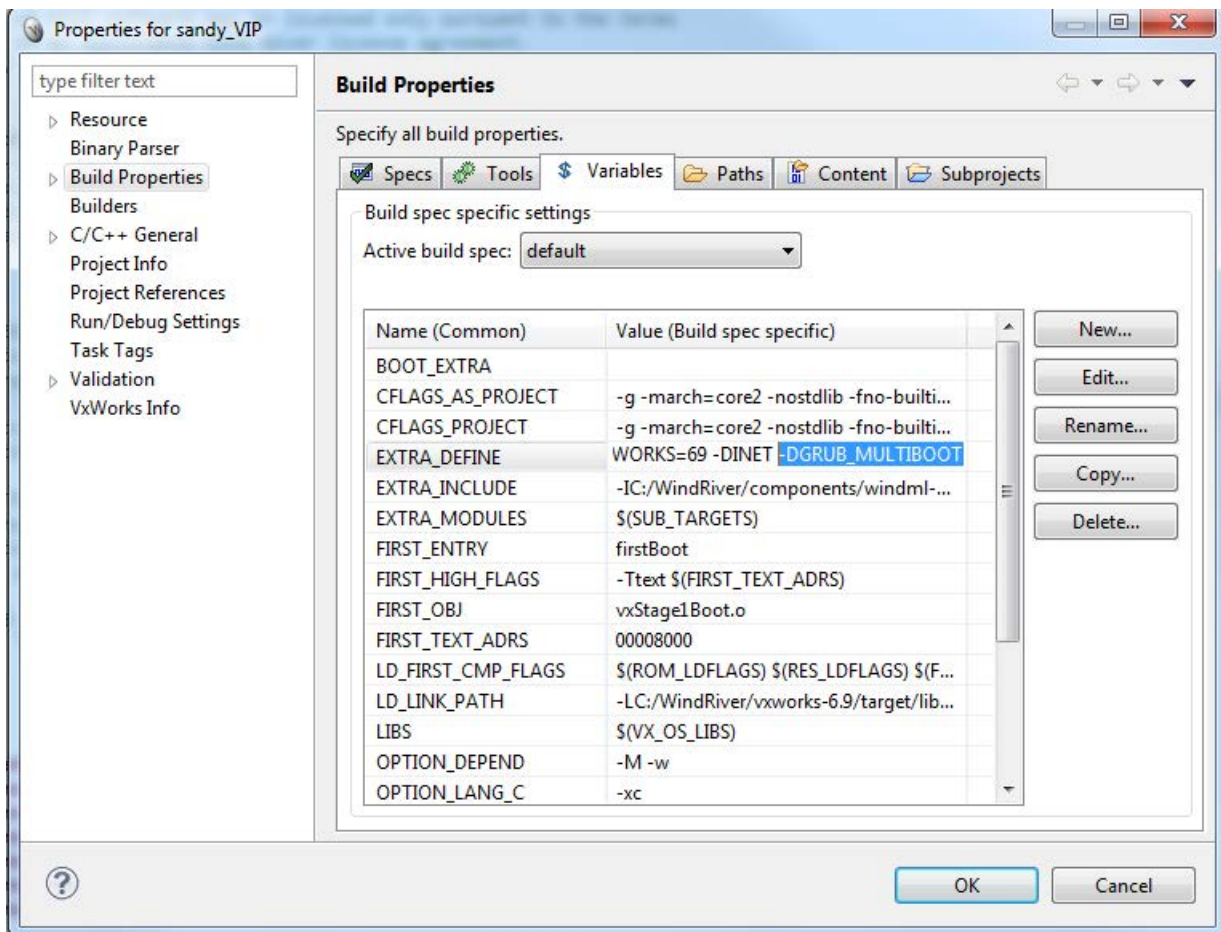 Properties for sandy_VIP
type filter text
Resource
Binary Parser
Build Properties
Builders
C/C++ General
Project Info
Project References
Run/Debug Settings
Task Tags
Validation
VxWorks Info
Build Properties
Specify all build properties.
Specs Tools $ Variables Paths Content Subprojects
Build spec specific settings
Active build spec: default
Name (Common) Value (Build spec specific)
BOOT_EXTRA
CFLAGS_AS_PROJECT -g -march=core2 -nostdlib -fno-builti...
CFLAGS_PROJECT -g -march=core2 -nostdlib -fno-builti...
EXTRA_DEFINE WORKS=69 -DINET -DGRUB_MULTIBOOT
EXTRA_INCLUDE -IC:/WindRiver/components/windml-...
EXTRA_MODULES $(SUB_TARGETS)
FIRST_ENTRY firstBoot
FIRST_HIGH_FLAGS -Ttext $(FIRST_TEXT_ADRS)
FIRST_OBJ vxStage1Boot.o
FIRST_TEXT_ADRS 00008000
LD_FIRST_CMP_FLAGS $(ROM_LDFLAGS) $(RES_LDFLAGS) $(F...
LD_LINK_PATH -LC:/WindRiver/vxworks-6.9/target/lib...
LIBS $(VX_OS_LIBS)
OPTION_DEPEND -M -w
OPTION_LANG_C -xc
New...
Edit...
Rename...
Copy...
Delete...
?
OK Cancel